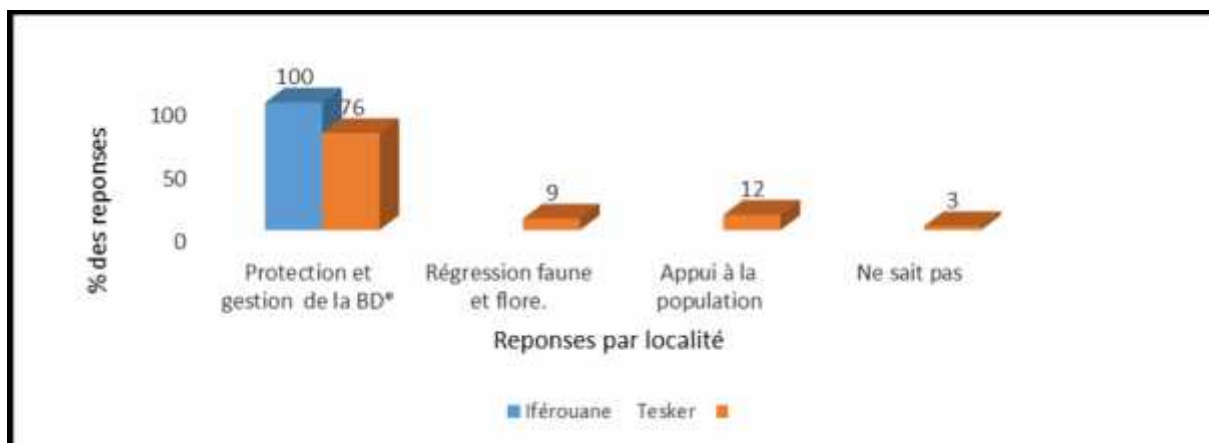 100
76
100
50
0
9
12
3
% des reponses
Protection et
gestion de la BD*
Régression faune
et flore.
Appui à la
population
Ne sait pas
Reponses par localité
Iférouane Tesker